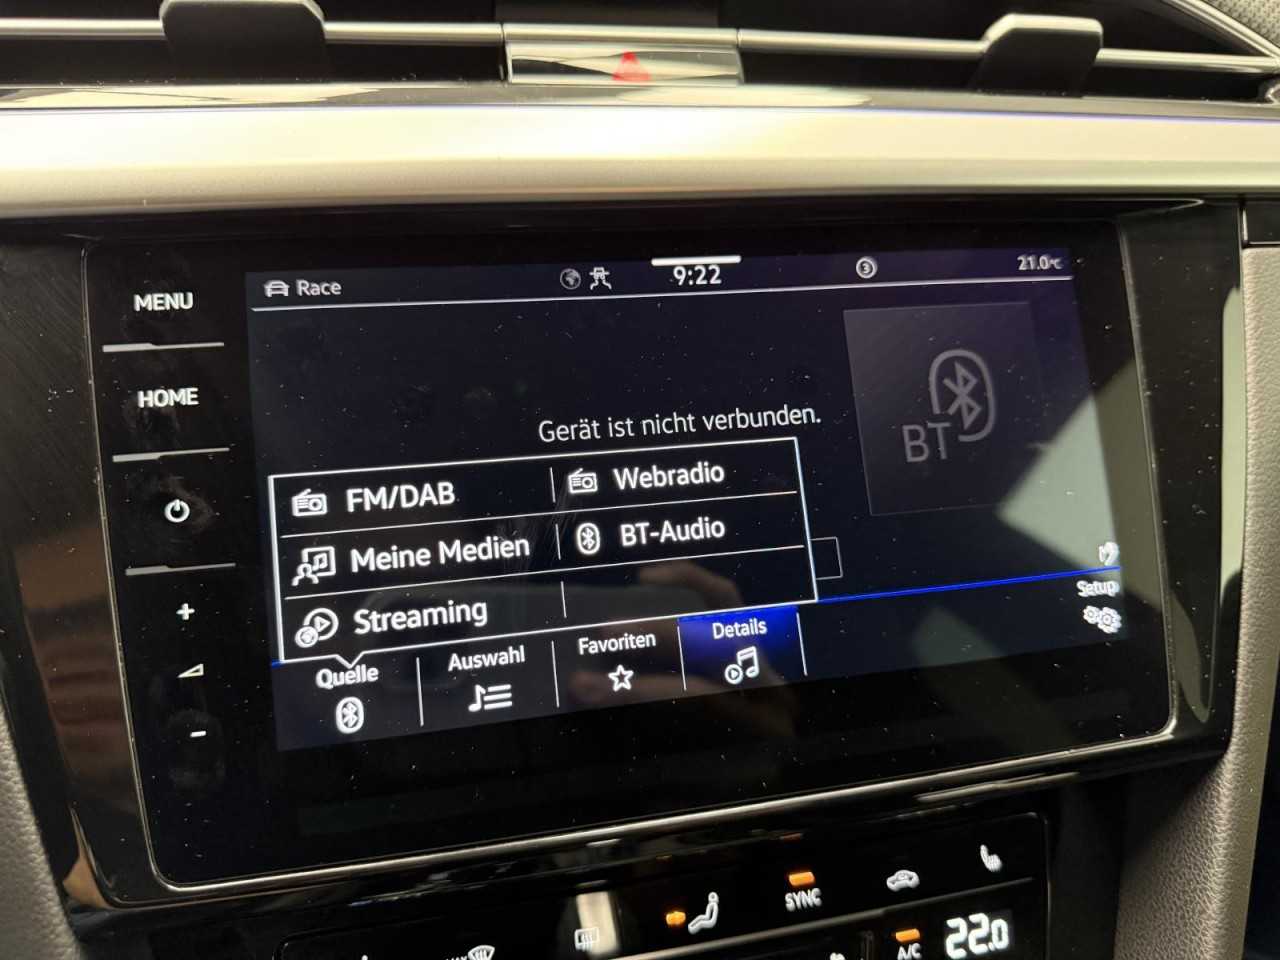 MENU
HOME
Race
9:22
3
21.0°C
Gerät ist nicht verbunden.
BT
FM/DAB
Webradio
Meine Medien
BT-Audio
Streaming
Quelle
Auswahl
Favoriten
Details
Setup
+
-
SYNC
A/C
22.0